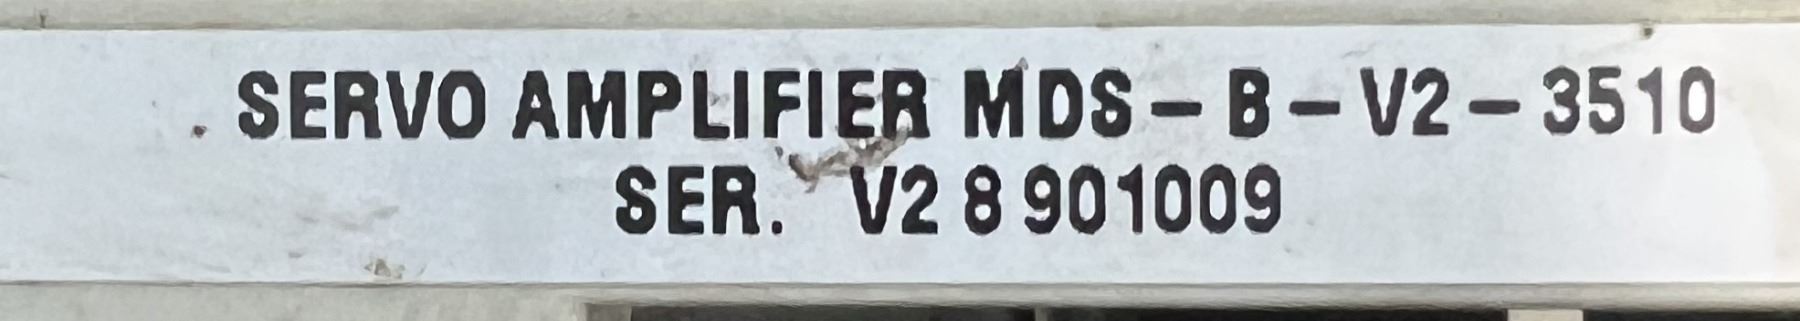 SERVO AMPLIFIER MDS-B-V2-3510
SER. V2 8 901009